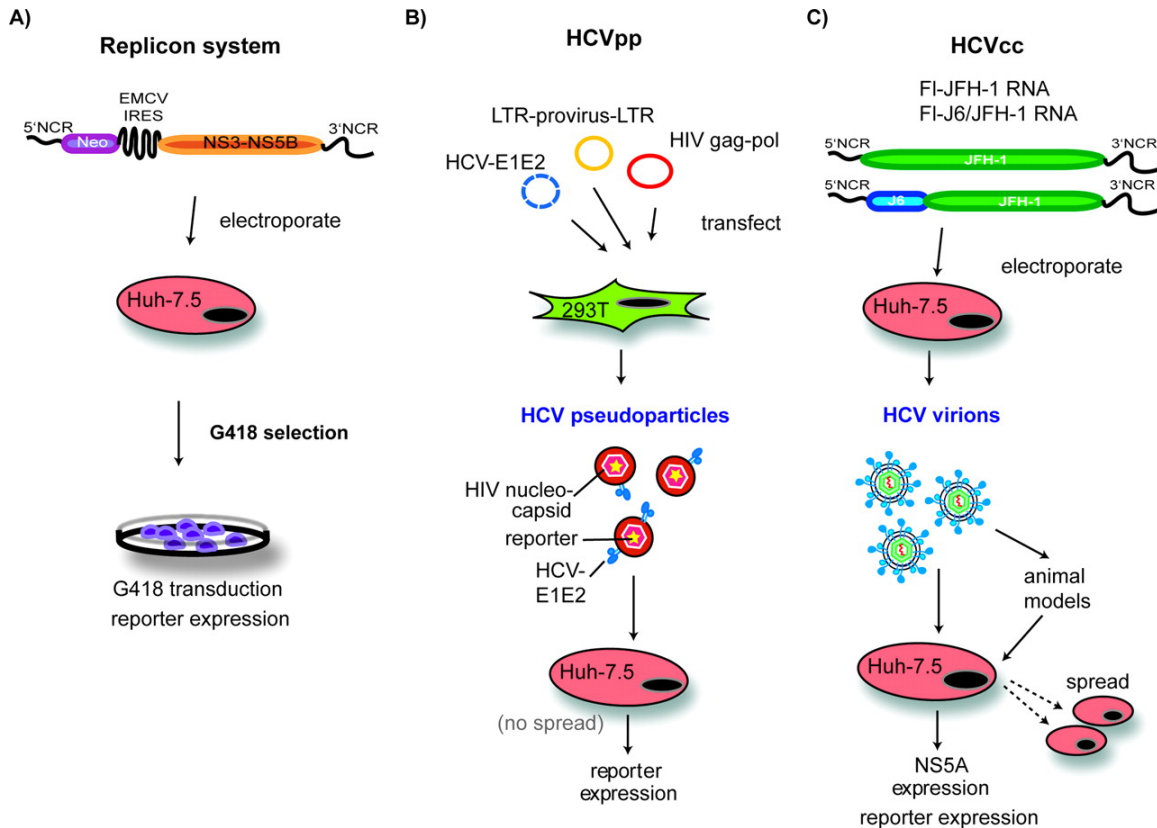 A)
Replicon system
EMCV
IRES
5‘NCR
Neo
NS3-NS5B
3‘NCR
electroporate
Huh-7.5
G418 selection
G418 transduction
reporter expression
B)
HCVpp
LTR-provirus-LTR
HCV-E1E2
HIV gag-pol
transfect
293T
HCV pseudoparticles
HIV nucleo-
capsid
reporter
HCV-
E1E2
Huh-7.5
(no spread)
reporter
expression
C)
HCVcc
Fl-JFH-1 RNA
Fl-J6/JFH-1 RNA
5‘NCR
JFH-1
3‘NCR
5‘NCR
J6
JFH-1
3‘NCR
electroporate
Huh-7.5
HCV virions
animal
models
Huh-7.5
spread
NS5A
expression
reporter expression